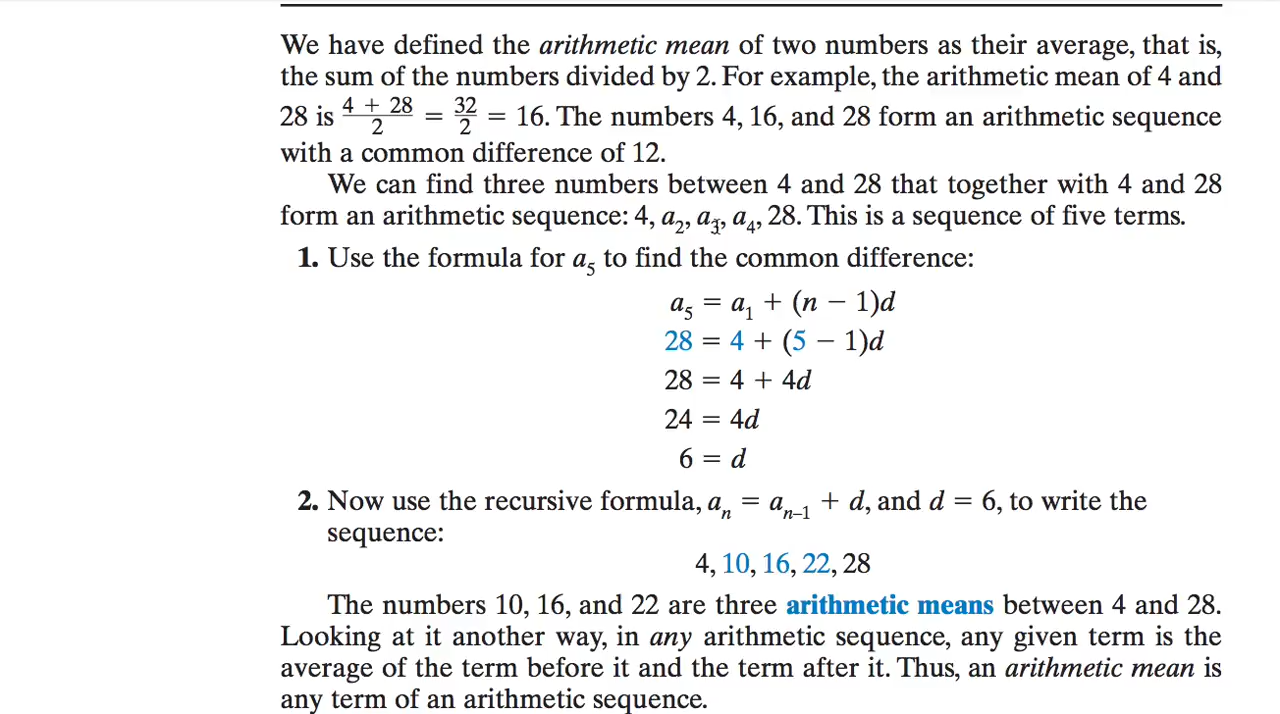 We have defined the arithmetic mean of two numbers as their average, that is,
the sum of the numbers divided by 2. For example, the arithmetic mean of 4 and
28 is (4 + 28)/2 = 32/2 = 16. The numbers 4, 16, and 28 form an arithmetic sequence
with a common difference of 12.
We can find three numbers between 4 and 28 that together with 4 and 28
form an arithmetic sequence: 4, a₂, a₃, a₄, 28. This is a sequence of five terms.
1. Use the formula for a₅ to find the common difference:
a₅ = a₁ + (n − 1)d
28 = 4 + (5 − 1)d
28 = 4 + 4d
24 = 4d
6 = d
2. Now use the recursive formula, aₙ = aₙ₋₁ + d, and d = 6, to write the
sequence:
4, 10, 16, 22, 28
The numbers 10, 16, and 22 are three arithmetic means between 4 and 28.
Looking at it another way, in any arithmetic sequence, any given term is the
average of the term before it and the term after it. Thus, an arithmetic mean is
any term of an arithmetic sequence.